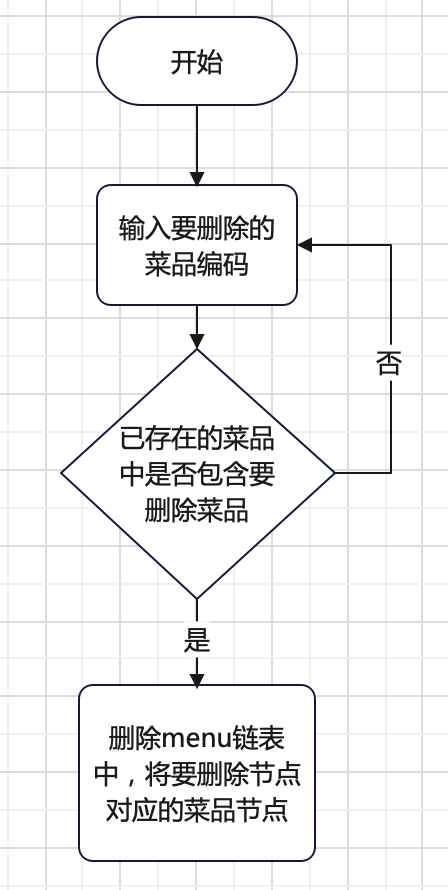 开始
输入要删除的
菜品编码
否
已存在的菜品
中是否包含要
删除菜品
是
删除menu链表
中，将要删除节点
对应的菜品节点